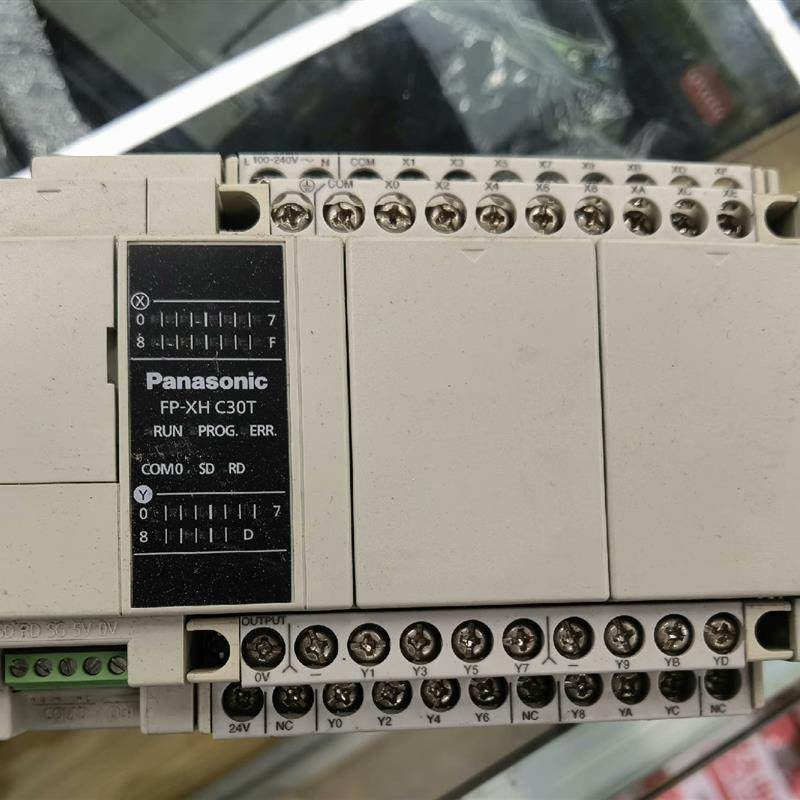 L 100-240V~ N COM X1 X3 X5 X7 X9 XB XD XF
COM X0 X2 X4 X6 X8 XA XC XE
X
0 7
8 F
Panasonic
FP-XH C30T
RUN PROG. ERR.
COM0 SD RD
Y
0 7
8 D
SD RD SG 5V 0V
OUTPUT
0V - Y1 Y3 Y5 Y7 - Y9 YB YD
24V NC Y0 Y2 Y4 Y6 NC Y8 YA YC NC